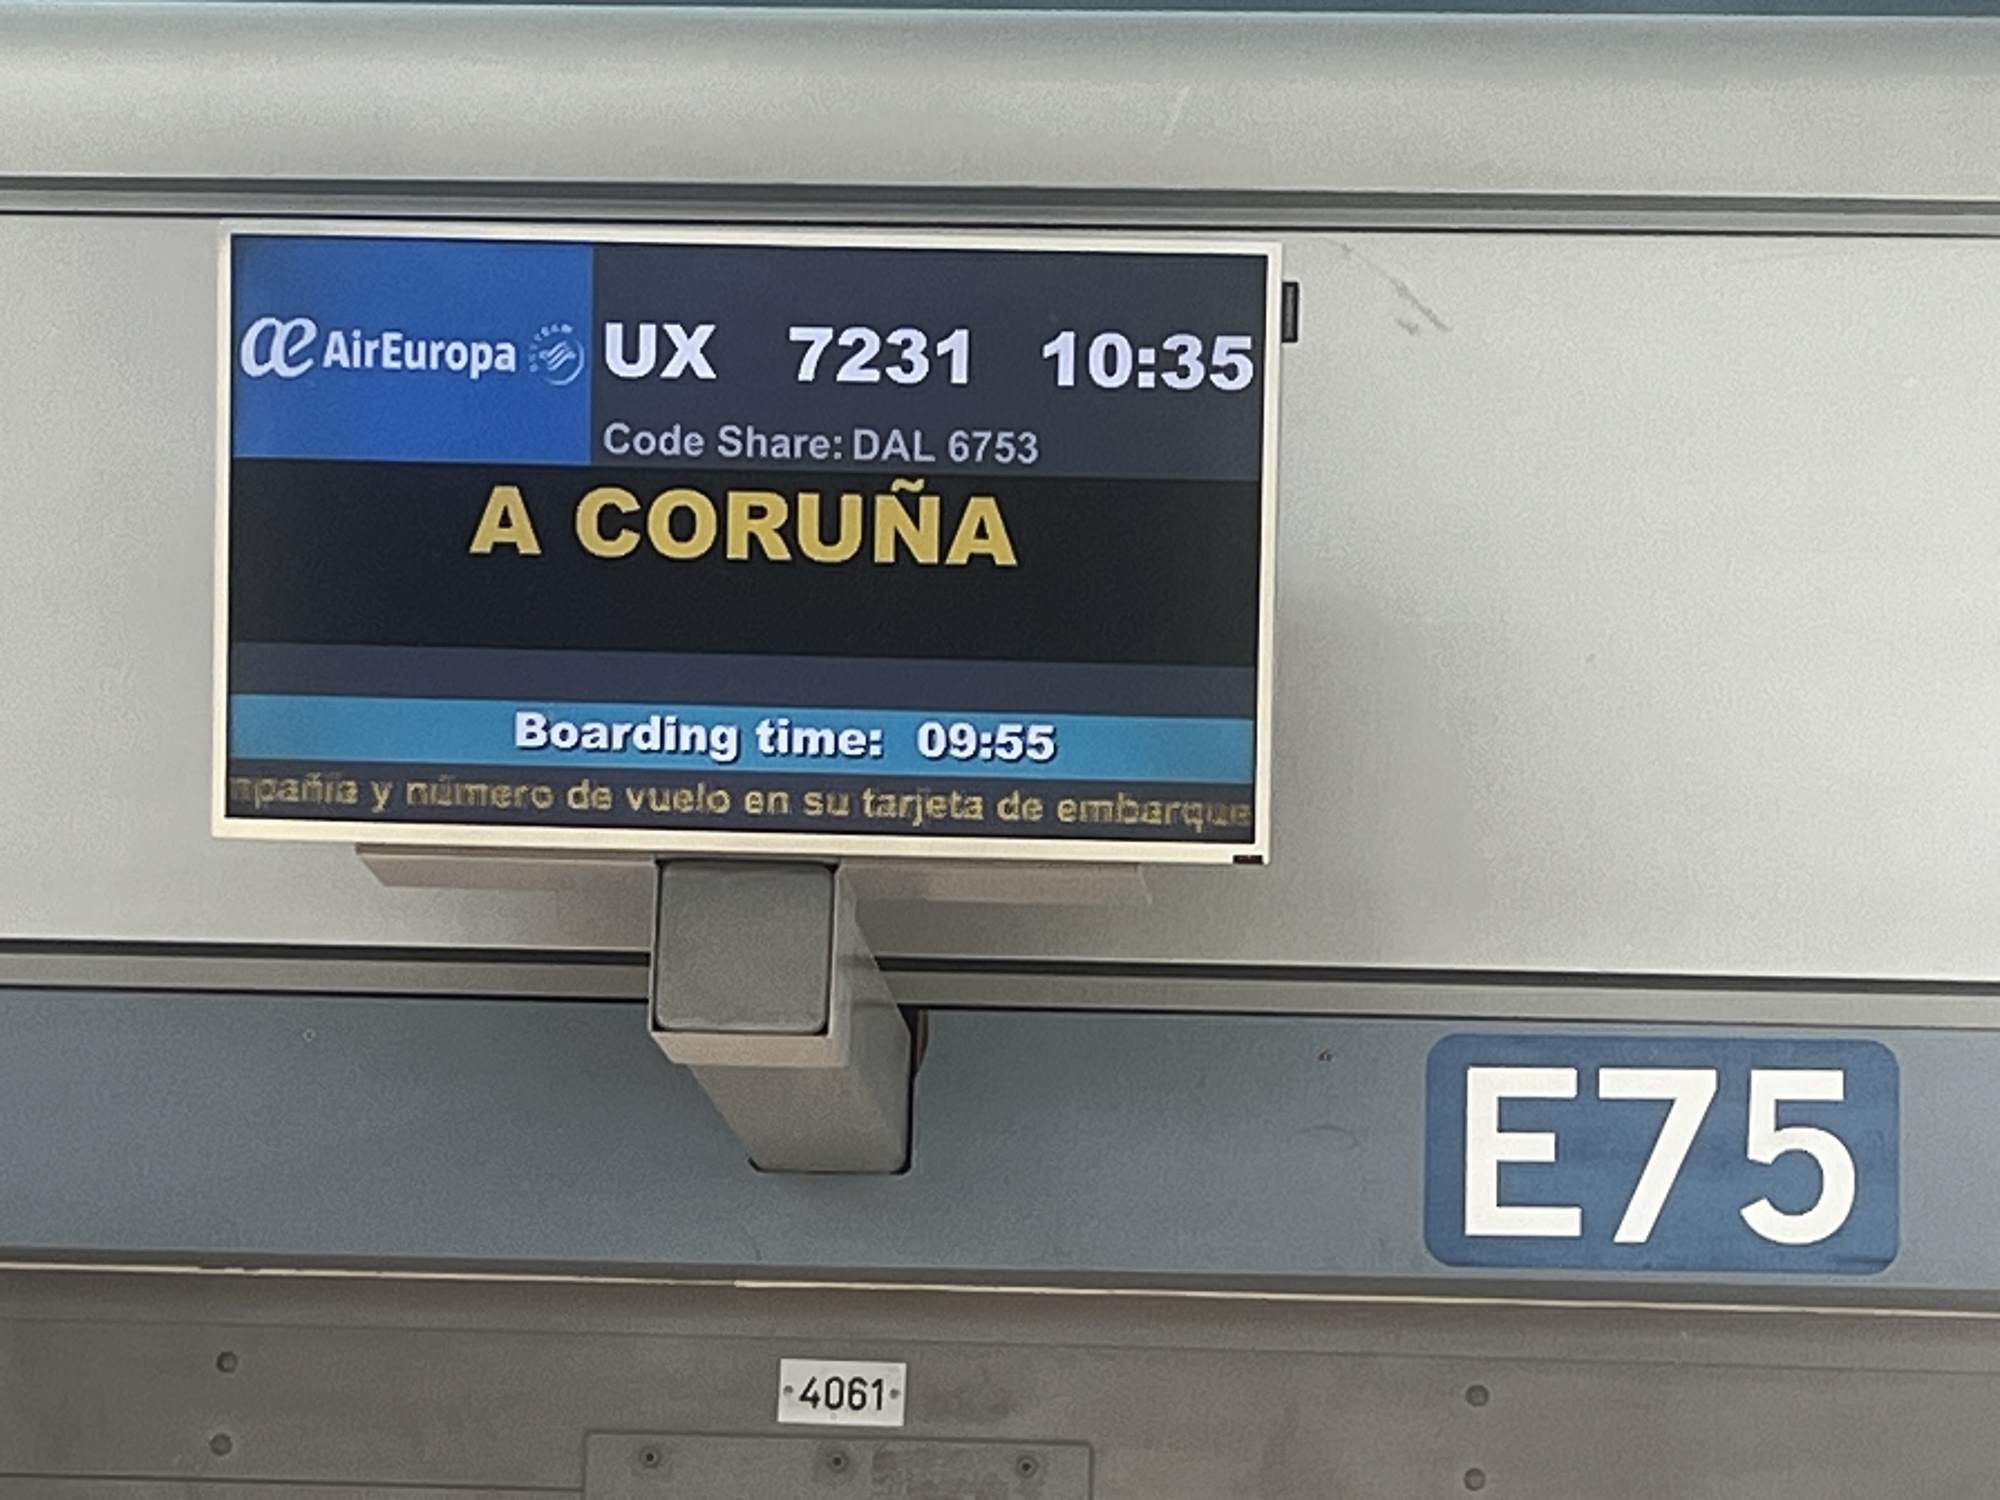 æ AirEuropa UX 7231 10:35
Code Share: DAL 6753
A CORUÑA
Boarding time: 09:55
y número de vuelo en su tarjeta de embarque
E75
4061